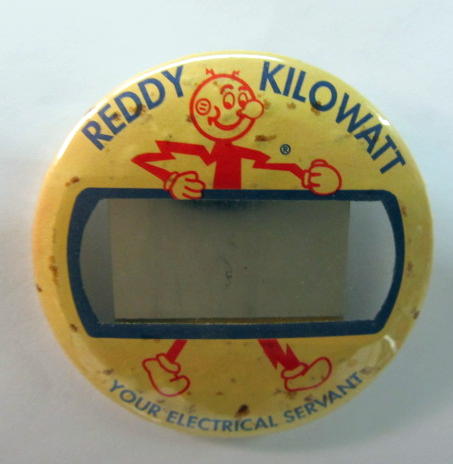 REDDY KILOWATT
®
YOUR ELECTRICAL SERVANT